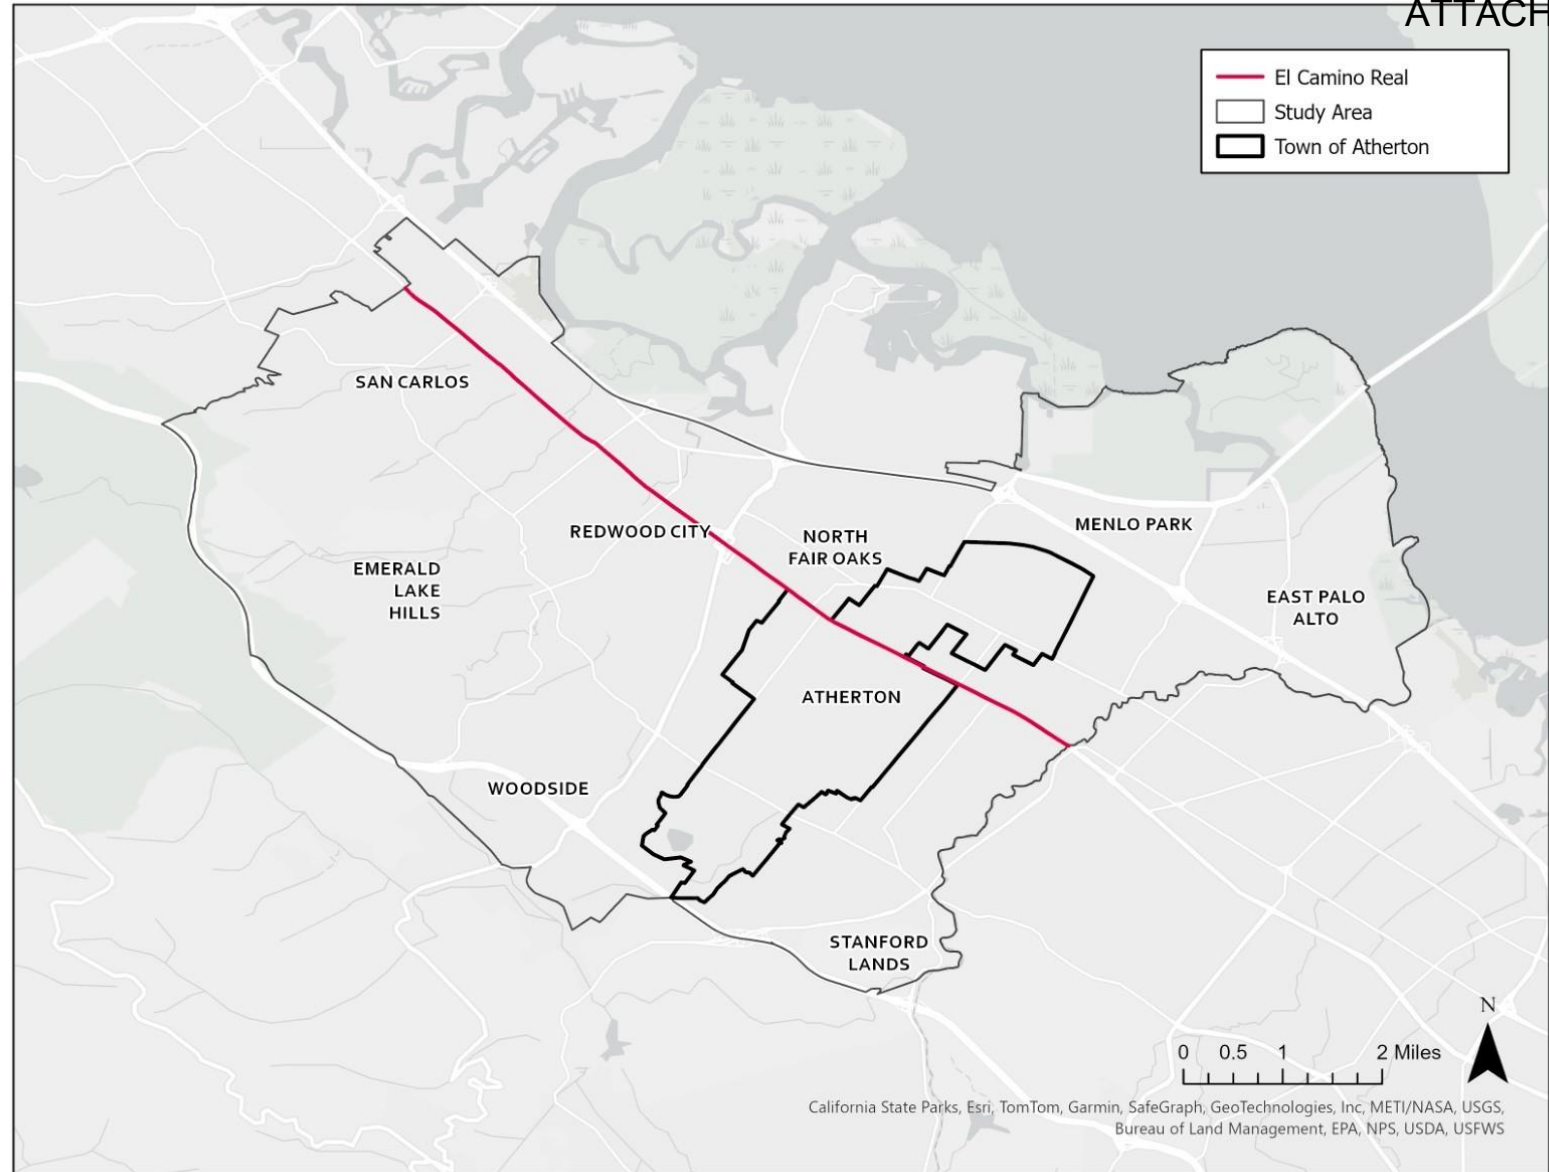 ATTACH
El Camino Real
Study Area
Town of Atherton
SAN CARLOS
REDWOOD CITY
NORTH
FAIR OAKS
MENLO PARK
EMERALD
LAKE
HILLS
EAST PALO
ALTO
ATHERTON
WOODSIDE
STANFORD
LANDS
N
0 0.5 1 2 Miles
California State Parks, Esri, TomTom, Garmin, SafeGraph, GeoTechnologies, Inc, METI/NASA, USGS,
Bureau of Land Management, EPA, NPS, USDA, USFWS